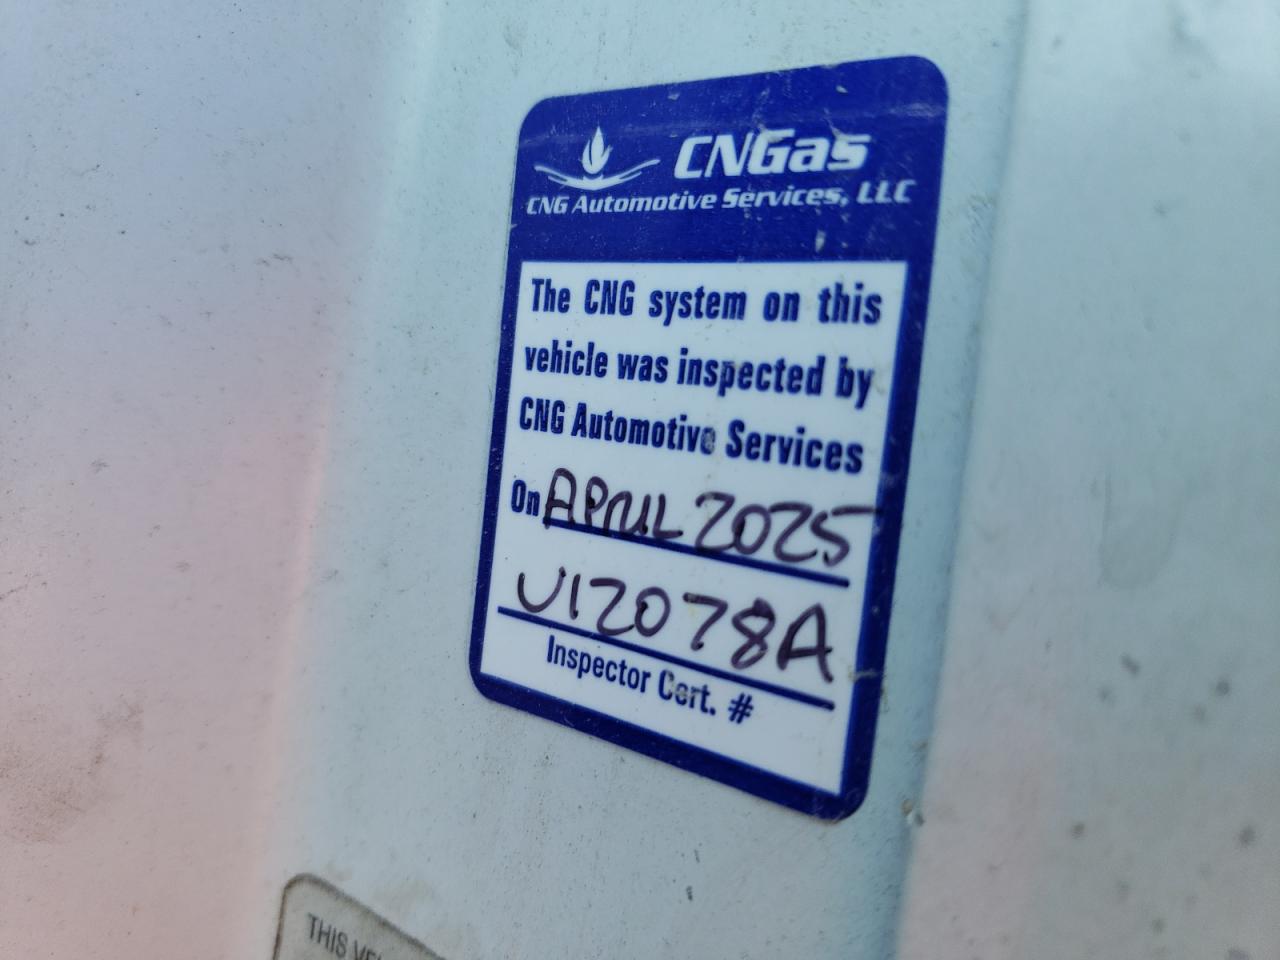 CNGas
CNG Automotive Services, LLC
The CNG system on this
vehicle was inspected by
CNG Automotive Services
On APRIL 2025
U12078A
Inspector Cert. #
THIS